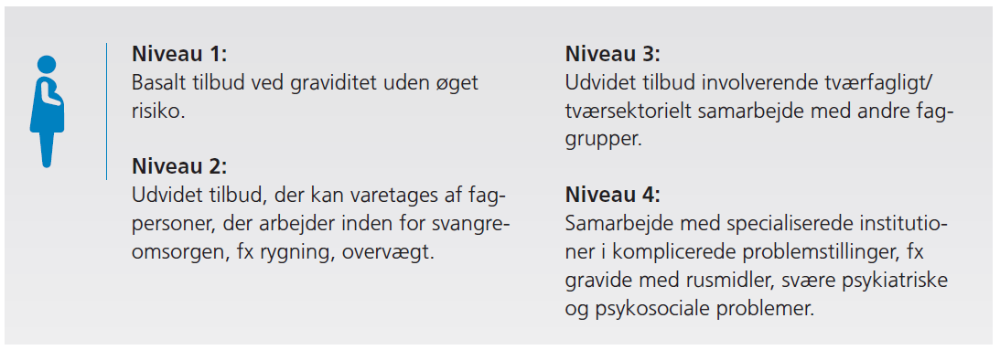 Niveau 1:
Basalt tilbud ved graviditet uden øget
risiko.
Niveau 2:
Udvidet tilbud, der kan varetages af fag-
personer, der arbejder inden for svangre-
omsorgen, fx rygning, overvægt.
Niveau 3:
Udvidet tilbud involverende tværfagligt/
tværsektorielt samarbejde med andre fag-
grupper.
Niveau 4:
Samarbejde med specialiserede institutio-
ner i komplicerede problemstillinger, fx
gravide med rusmidler, svære psykiatriske
og psykosociale problemer.